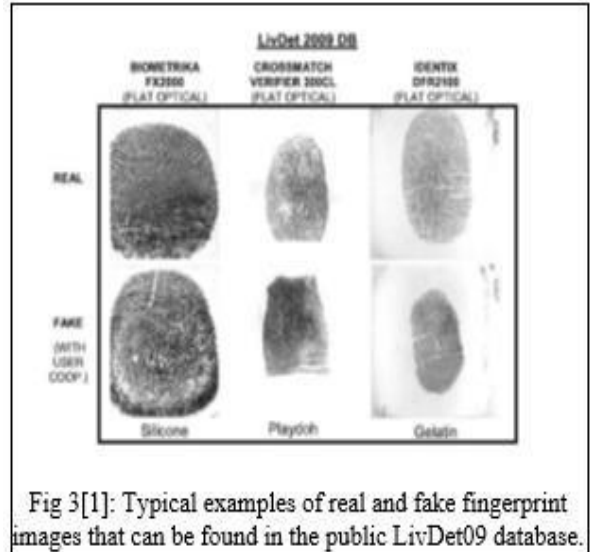 LivDet 2009 DB
BIOMETRIKA CROSSMATCH IDENTIX
FX2000 VERIFIER 300CL DFR2100
(FLAT OPTICAL) (FLAT OPTICAL) (FLAT OPTICAL)
REAL
FAKE
(WITH
USER
COOP.)
Silicone Playdoh Gelatin
Fig 3[1]: Typical examples of real and fake fingerprint
images that can be found in the public LivDet09 database.